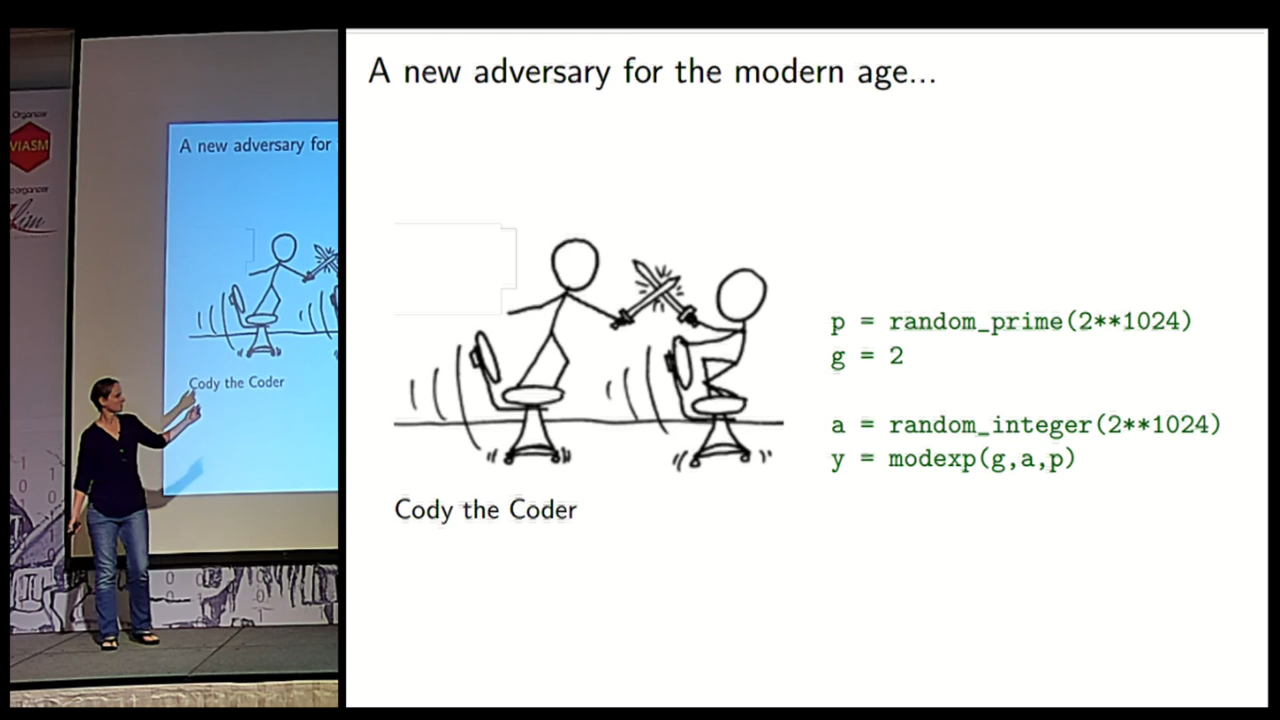 Organizer
VIASM
A new adversary for
Cody the Coder
A new adversary for the modern age...
p = random_prime(2**1024)
g = 2
a = random_integer(2**1024)
y = modexp(g,a,p)
Cody the Coder